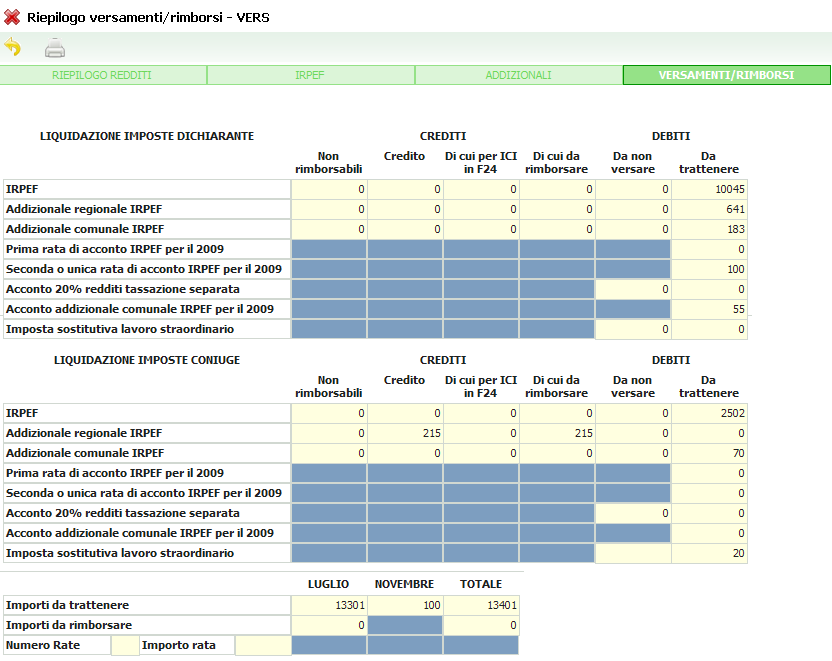 Riepilogo versamenti/rimborsi - VERS
RIEPILOGO REDDITI IRPEF ADDIZIONALI VERSAMENTI/RIMBORSI
LIQUIDAZIONE IMPOSTE DICHIARANTE CREDITI DEBITI
Non rimborsabili Credito Di cui per ICI in F24 Di cui da rimborsare Da non versare Da trattenere
IRPEF 0 0 0 0 0 10045
Addizionale regionale IRPEF 0 0 0 0 0 641
Addizionale comunale IRPEF 0 0 0 0 0 183
Prima rata di acconto IRPEF per il 2009 0
Seconda o unica rata di acconto IRPEF per il 2009 100
Acconto 20% redditi tassazione separata 0 0
Acconto addizionale comunale IRPEF per il 2009 55
Imposta sostitutiva lavoro straordinario 0 0
LIQUIDAZIONE IMPOSTE CONIUGE CREDITI DEBITI
Non rimborsabili Credito Di cui per ICI in F24 Di cui da rimborsare Da non versare Da trattenere
IRPEF 0 0 0 0 0 2502
Addizionale regionale IRPEF 0 215 0 215 0 0
Addizionale comunale IRPEF 0 0 0 0 0 70
Prima rata di acconto IRPEF per il 2009 0
Seconda o unica rata di acconto IRPEF per il 2009 0
Acconto 20% redditi tassazione separata 0 0
Acconto addizionale comunale IRPEF per il 2009 0
Imposta sostitutiva lavoro straordinario 20
LUGLIO NOVEMBRE TOTALE
Importi da trattenere 13301 100 13401
Importi da rimborsare 0 0
Numero Rate Importo rata